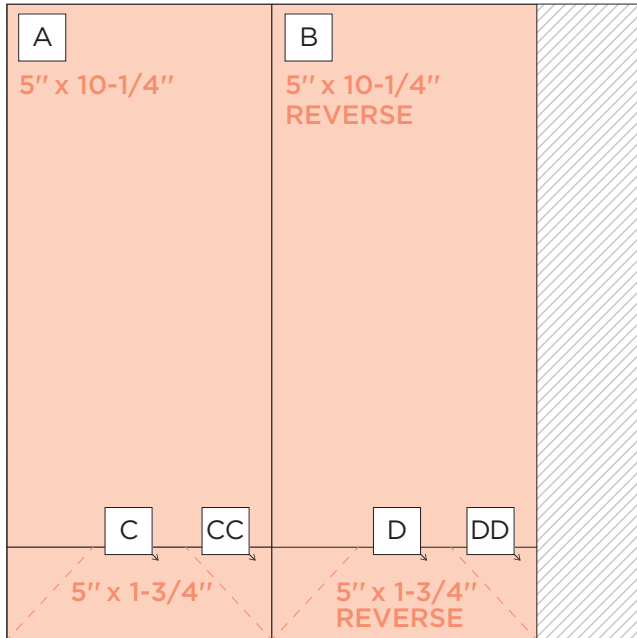 A
5" x 10-1/4"
B
5" x 10-1/4"
REVERSE
C
CC
D
DD
5" x 1-3/4"
5" x 1-3/4"
REVERSE